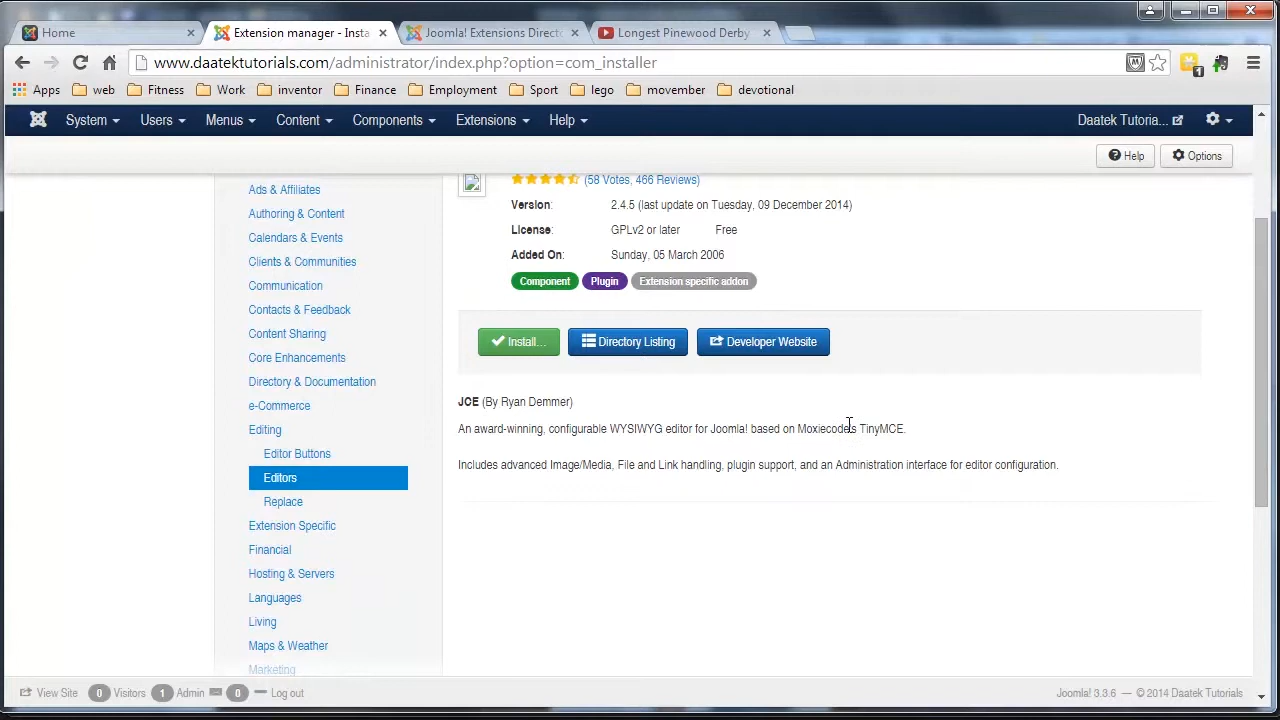 Home
Extension manager - Insta
Joomla! Extensions Directo
Longest Pinewood Derby
www.daatektutorials.com/administrator/index.php?option=com_installer
1
Apps web Fitness Work inventor Finance Employment Sport lego movember devotional
System Users Menus Content Components Extensions Help Daatek Tutoria...
Help Options
Ads & Affiliates
Authoring & Content
Calendars & Events
Clients & Communities
Communication
Contacts & Feedback
Content Sharing
Core Enhancements
Directory & Documentation
e-Commerce
Editing
Editor Buttons
Editors
Replace
Extension Specific
Financial
Hosting & Servers
Languages
Living
Maps & Weather
Marketing
(58 Votes, 466 Reviews)
Version: 2.4.5 (last update on Tuesday, 09 December 2014)
License: GPLv2 or later Free
Added On: Sunday, 05 March 2006
Component Plugin Extension specific addon
Install... Directory Listing Developer Website
JCE (By Ryan Demmer)
An award-winning, configurable WYSIWYG editor for Joomla! based on Moxiecode's TinyMCE.
Includes advanced Image/Media, File and Link handling, plugin support, and an Administration interface for editor configuration.
View Site 0 Visitors 1 Admin 0 Log out
Joomla! 3.3.6 — © 2014 Daatek Tutorials